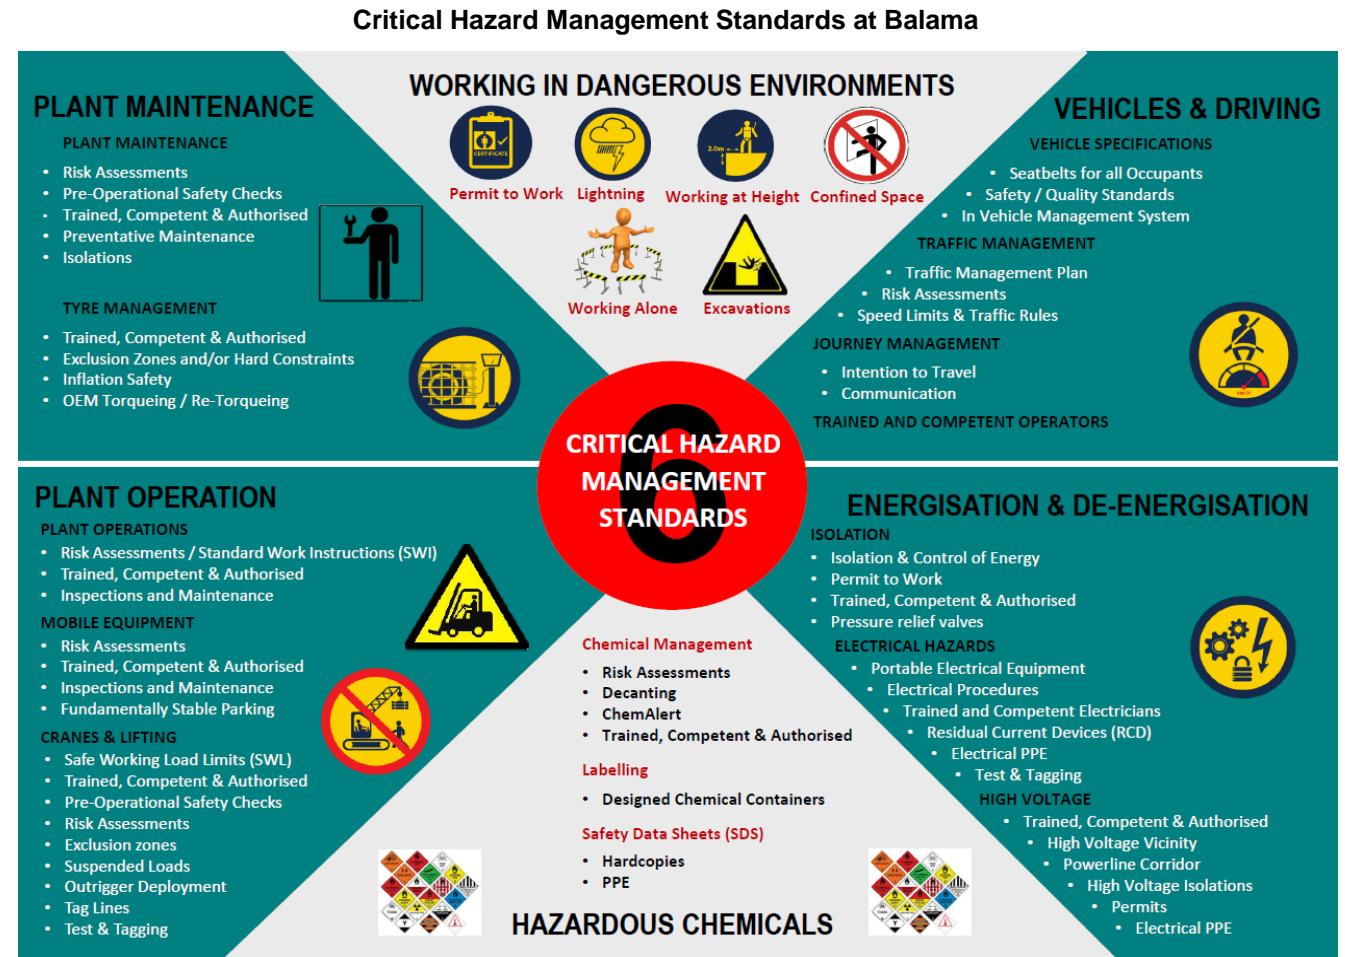 Critical Hazard Management Standards at Balama
PLANT MAINTENANCE
PLANT MAINTENANCE
• Risk Assessments
• Pre-Operational Safety Checks
• Trained, Competent & Authorised
• Preventative Maintenance
• Isolations
TYRE MANAGEMENT
• Trained, Competent & Authorised
• Exclusion Zones and/or Hard Constraints
• Inflation Safety
• OEM Torqueing / Re-Torqueing
WORKING IN DANGEROUS ENVIRONMENTS
CERTIFICATE
2.0m
Permit to Work
Lightning
Working at Height
Confined Space
Working Alone
Excavations
VEHICLES & DRIVING
VEHICLE SPECIFICATIONS
• Seatbelts for all Occupants
• Safety / Quality Standards
• In Vehicle Management System
TRAFFIC MANAGEMENT
• Traffic Management Plan
• Risk Assessments
• Speed Limits & Traffic Rules
JOURNEY MANAGEMENT
• Intention to Travel
• Communication
TRAINED AND COMPETENT OPERATORS
km/H
6
CRITICAL HAZARD
MANAGEMENT
STANDARDS
PLANT OPERATION
PLANT OPERATIONS
• Risk Assessments / Standard Work Instructions (SWI)
• Trained, Competent & Authorised
• Inspections and Maintenance
MOBILE EQUIPMENT
• Risk Assessments
• Trained, Competent & Authorised
• Inspections and Maintenance
• Fundamentally Stable Parking
CRANES & LIFTING
• Safe Working Load Limits (SWL)
• Trained, Competent & Authorised
• Pre-Operational Safety Checks
• Risk Assessments
• Exclusion zones
• Suspended Loads
• Outrigger Deployment
• Tag Lines
• Test & Tagging
Chemical Management
• Risk Assessments
• Decanting
• ChemAlert
• Trained, Competent & Authorised
Labelling
• Designed Chemical Containers
Safety Data Sheets (SDS)
• Hardcopies
• PPE
HAZARDOUS CHEMICALS
ENERGISATION & DE-ENERGISATION
ISOLATION
• Isolation & Control of Energy
• Permit to Work
• Trained, Competent & Authorised
• Pressure relief valves
ELECTRICAL HAZARDS
• Portable Electrical Equipment
• Electrical Procedures
• Trained and Competent Electricians
• Residual Current Devices (RCD)
• Electrical PPE
• Test & Tagging
HIGH VOLTAGE
• Trained, Competent & Authorised
• High Voltage Vicinity
• Powerline Corridor
• High Voltage Isolations
• Permits
• Electrical PPE